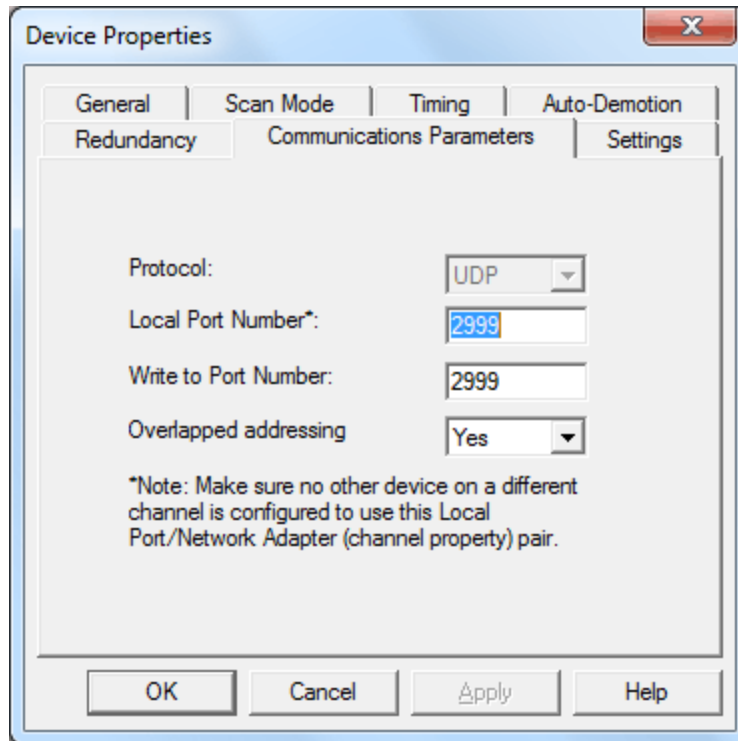 Device Properties
General Scan Mode Timing Auto-Demotion
Redundancy Communications Parameters Settings
Protocol: UDP
Local Port Number*: 2999
Write to Port Number: 2999
Overlapped addressing Yes
*Note: Make sure no other device on a different
channel is configured to use this Local
Port/Network Adapter (channel property) pair.
OK Cancel Apply Help